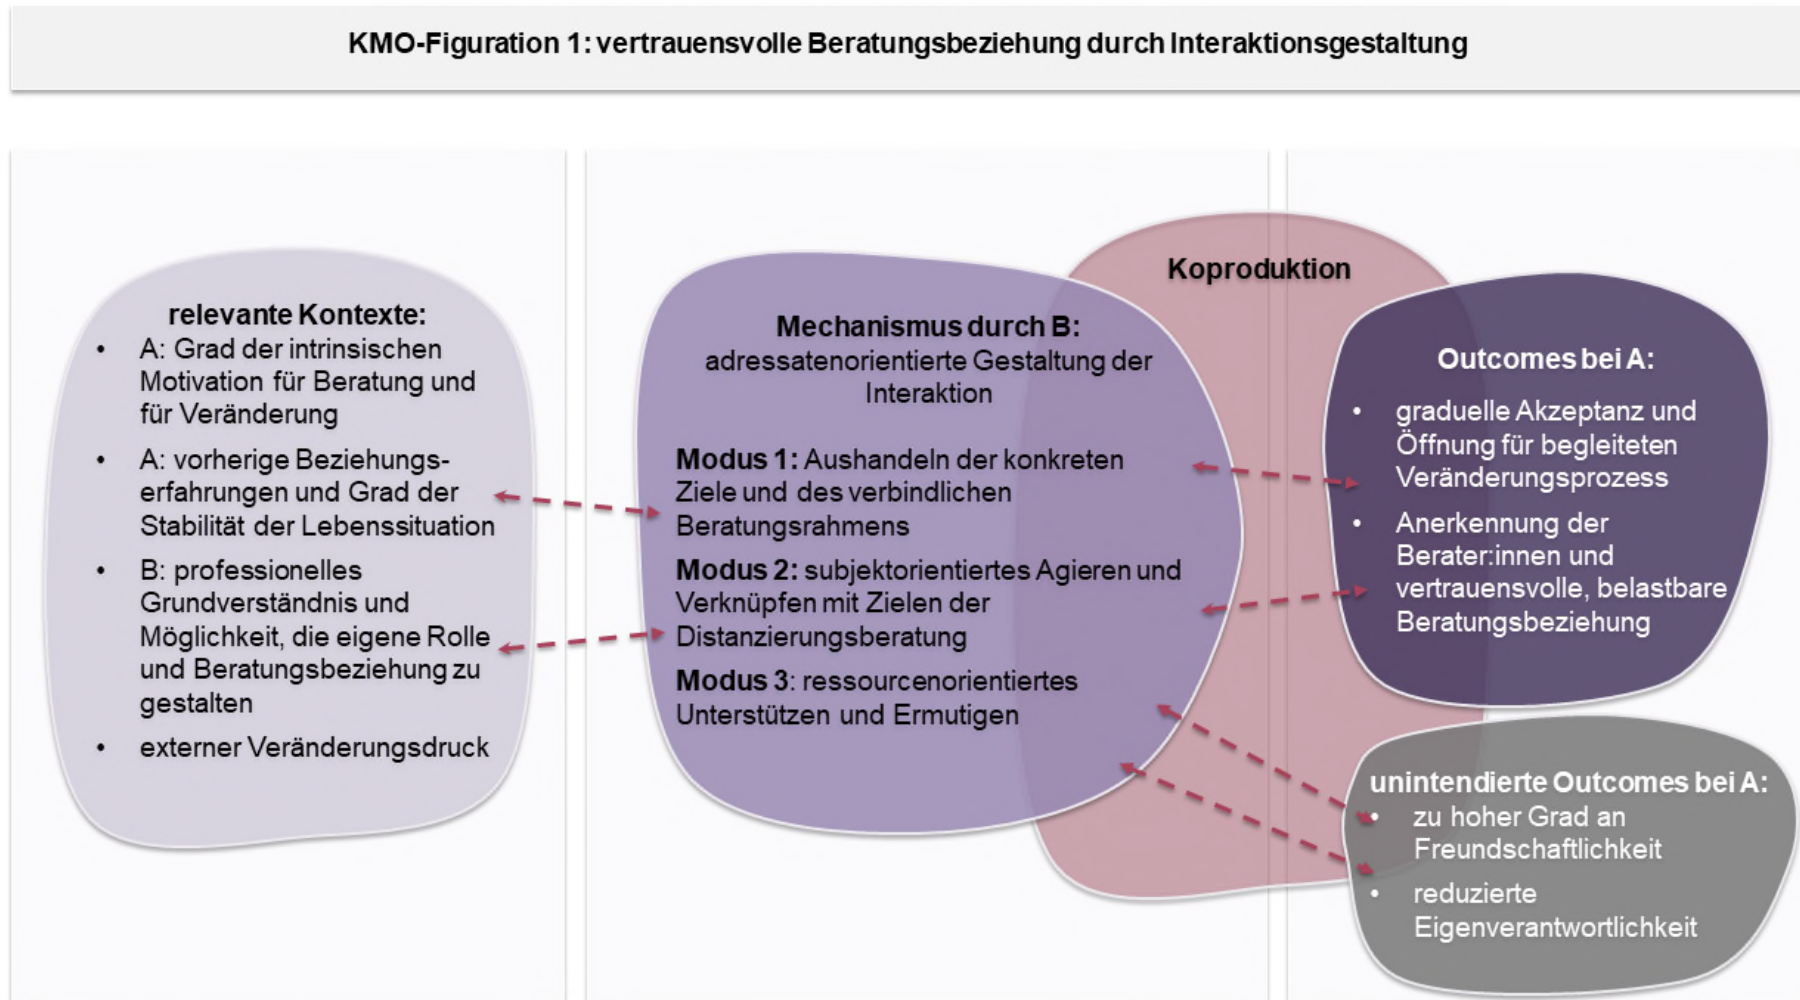 KMO-Figuration 1: vertrauensvolle Beratungsbeziehung durch Interaktionsgestaltung
relevante Kontexte:
• A: Grad der intrinsischen
Motivation für Beratung und
für Veränderung
• A: vorherige Beziehungs-
erfahrungen und Grad der
Stabilität der Lebenssituation
• B: professionelles
Grundverständnis und
Möglichkeit, die eigene Rolle
und Beratungsbeziehung zu
gestalten
• externer Veränderungsdruck
Mechanismus durch B:
adressatenorientierte Gestaltung der
Interaktion
Modus 1: Aushandeln der konkreten
Ziele und des verbindlichen
Beratungsrahmens
Modus 2: subjektorientiertes Agieren und
Verknüpfen mit Zielen der
Distanzierungsberatung
Modus 3: ressourcenorientiertes
Unterstützen und Ermutigen
Koproduktion
Outcomes bei A:
• graduelle Akzeptanz und
Öffnung für begleiteten
Veränderungsprozess
• Anerkennung der
Berater:innen und
vertrauensvolle, belastbare
Beratungsbeziehung
unintendierte Outcomes bei A:
• zu hoher Grad an
Freundschaftlichkeit
• reduzierte
Eigenverantwortlichkeit